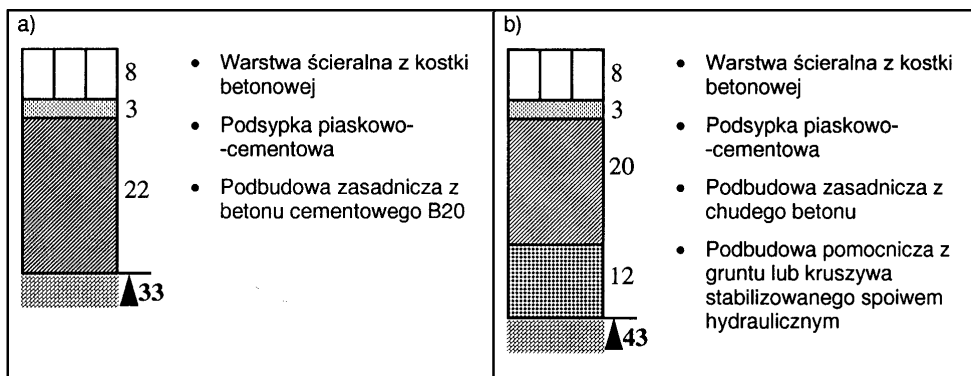 a)
8
3
22
33
• Warstwa ścieralna z kostki
betonowej
• Podsypka piaskowo-
-cementowa
• Podbudowa zasadnicza z
betonu cementowego B20
b)
8
3
20
12
43
• Warstwa ścieralna z kostki
betonowej
• Podsypka piaskowo-
-cementowa
• Podbudowa zasadnicza z
chudego betonu
• Podbudowa pomocnicza z
gruntu lub kruszywa
stabilizowanego spoiwem
hydraulicznym